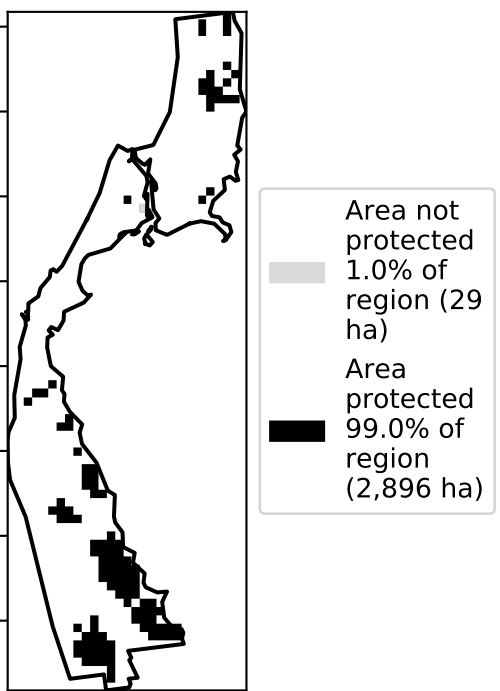 Area not
protected
1.0% of
region (29
ha)
Area
protected
99.0% of
region
(2,896 ha)